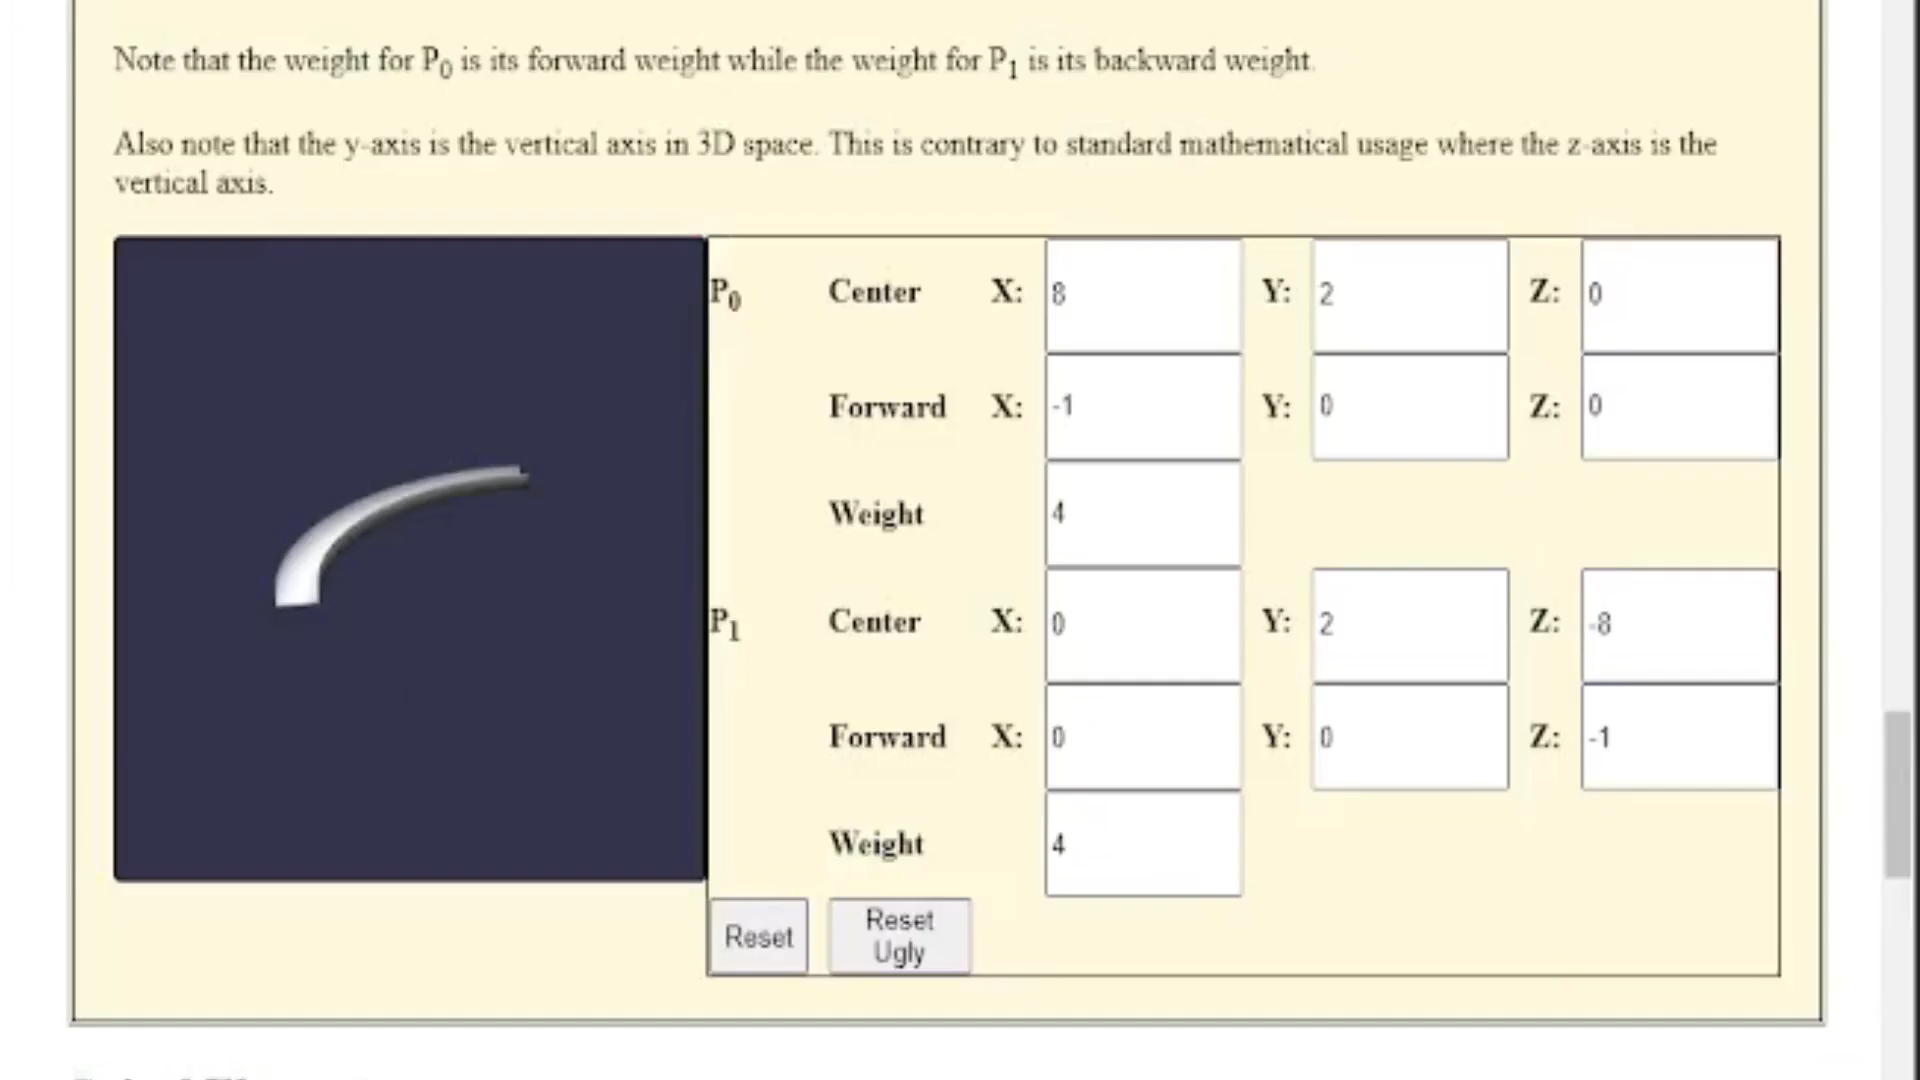 Note that the weight for P0 is its forward weight while the weight for P1 is its backward weight.
Also note that the y-axis is the vertical axis in 3D space. This is contrary to standard mathematical usage where the z-axis is the
vertical axis.
P0 Center X: 8 Y: 2 Z: 0
Forward X: -1 Y: 0 Z: 0
Weight 4
P1 Center X: 0 Y: 2 Z: -8
Forward X: 0 Y: 0 Z: -1
Weight 4
Reset Reset
Ugly